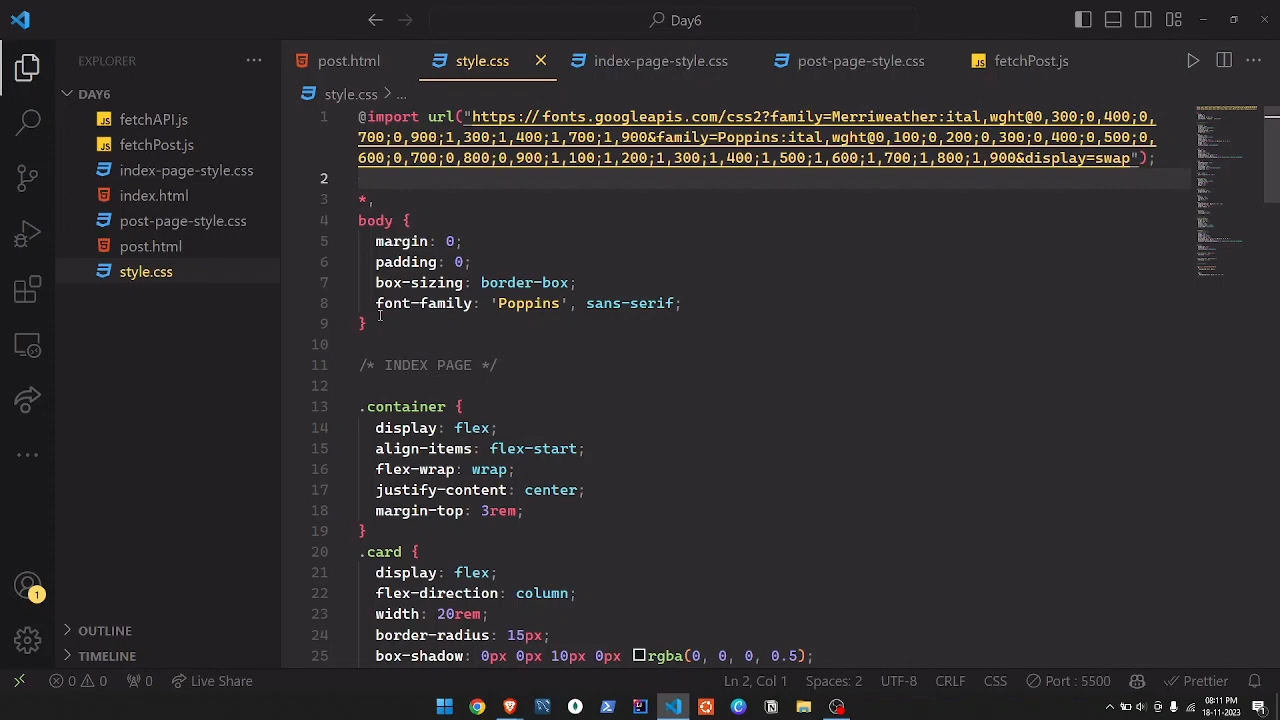 Day6
EXPLORER
DAY6
fetchAPI.js
fetchPost.js
index-page-style.css
index.html
post-page-style.css
post.html
style.css
OUTLINE
TIMELINE
post.html
style.css
index-page-style.css
post-page-style.css
fetchPost.js
style.css > ...
1 @import url("https://fonts.googleapis.com/css2?family=Merriweather:ital,wght@0,300;0,400;0,
700;0,900;1,300;1,400;1,700;1,900&family=Poppins:ital,wght@0,100;0,200;0,300;0,400;0,500;0,
600;0,700;0,800;0,900;1,100;1,200;1,300;1,400;1,500;1,600;1,700;1,800;1,900&display=swap");
2
3 *,
4 body {
5 margin: 0;
6 padding: 0;
7 box-sizing: border-box;
8 font-family: 'Poppins', sans-serif;
9 }
10
11 /* INDEX PAGE */
12
13 .container {
14 display: flex;
15 align-items: flex-start;
16 flex-wrap: wrap;
17 justify-content: center;
18 margin-top: 3rem;
19 }
20 .card {
21 display: flex;
22 flex-direction: column;
23 width: 20rem;
24 border-radius: 15px;
25 box-shadow: 0px 0px 10px 0px rgba(0, 0, 0, 0.5);
1
0 0 0 Live Share Ln 2, Col 1 Spaces: 2 UTF-8 CRLF CSS Port : 5500 Prettier
08:11 PM
18-11-2023